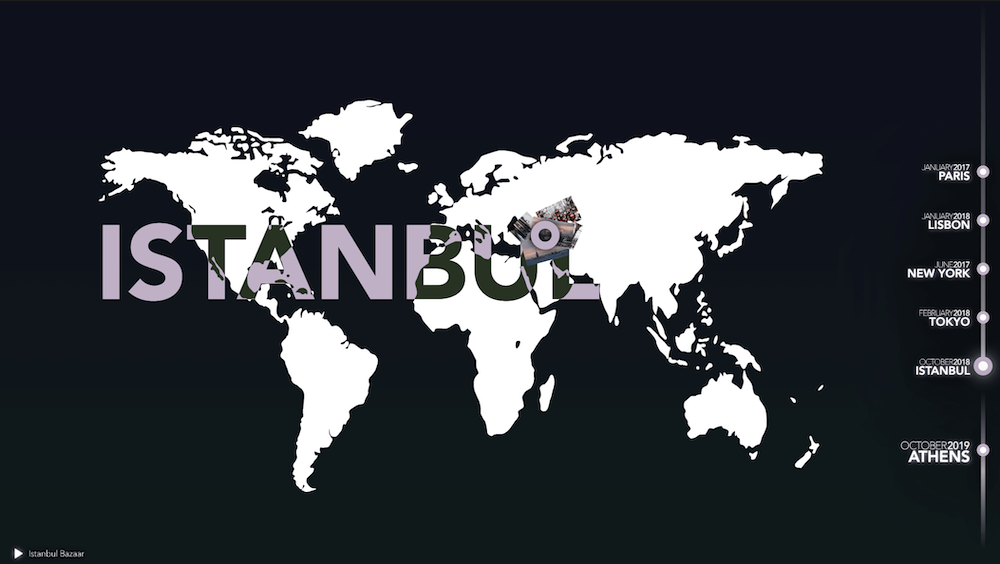 ISTANBUL
JANUARY2017
PARIS
JANUARY2018
LISBON
JUNE2017
NEW YORK
FEBRUARY2018
TOKYO
OCTOBER2018
ISTANBUL
OCTOBER2019
ATHENS
Istanbul Bazaar